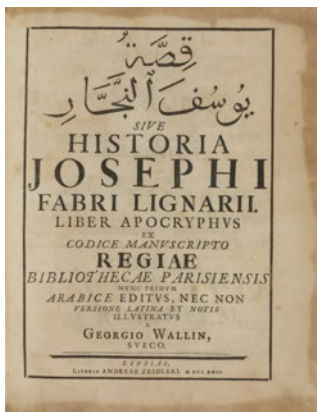 قِصَّةُ
يُوسُفَ ٱلنَّجَّارِ
SIVE
HISTORIA
JOSEPHI
FABRI LIGNARII.
LIBER APOCRYPHVS
EX
CODICE MANVSCRIPTO
REGIAE
BIBLIOTHECAE PARISIENSIS
NVNC PRIMVM
ARABICE EDITVS, NEC NON
VERSIONE LATINA ET NOTIS
ILLVSTRATVS
A
GEORGIO WALLIN,
SVECO.
LIPSIAE,
LITERIS ANDREAE ZEIDLERI.